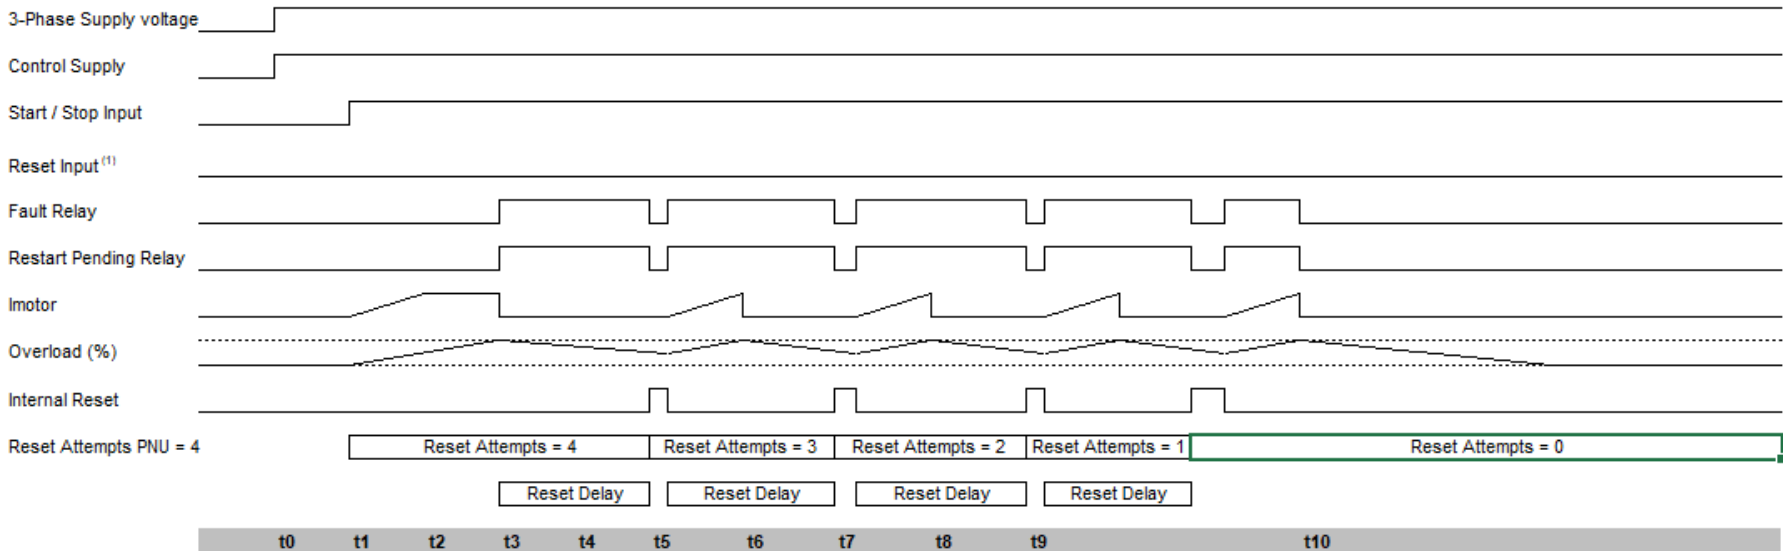 3-Phase Supply voltage
Control Supply
Start / Stop Input
Reset Input (1)
Fault Relay
Restart Pending Relay
Imotor
Overload (%)
Internal Reset
Reset Attempts PNU = 4 Reset Attempts = 4 Reset Attempts = 3 Reset Attempts = 2 Reset Attempts = 1 Reset Attempts = 0
Reset Delay Reset Delay Reset Delay Reset Delay
t0 t1 t2 t3 t4 t5 t6 t7 t8 t9 t10